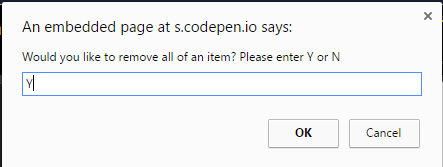 An embedded page at s.codepen.io says:
Would you like to remove all of an item? Please enter Y or N
Y
OK Cancel